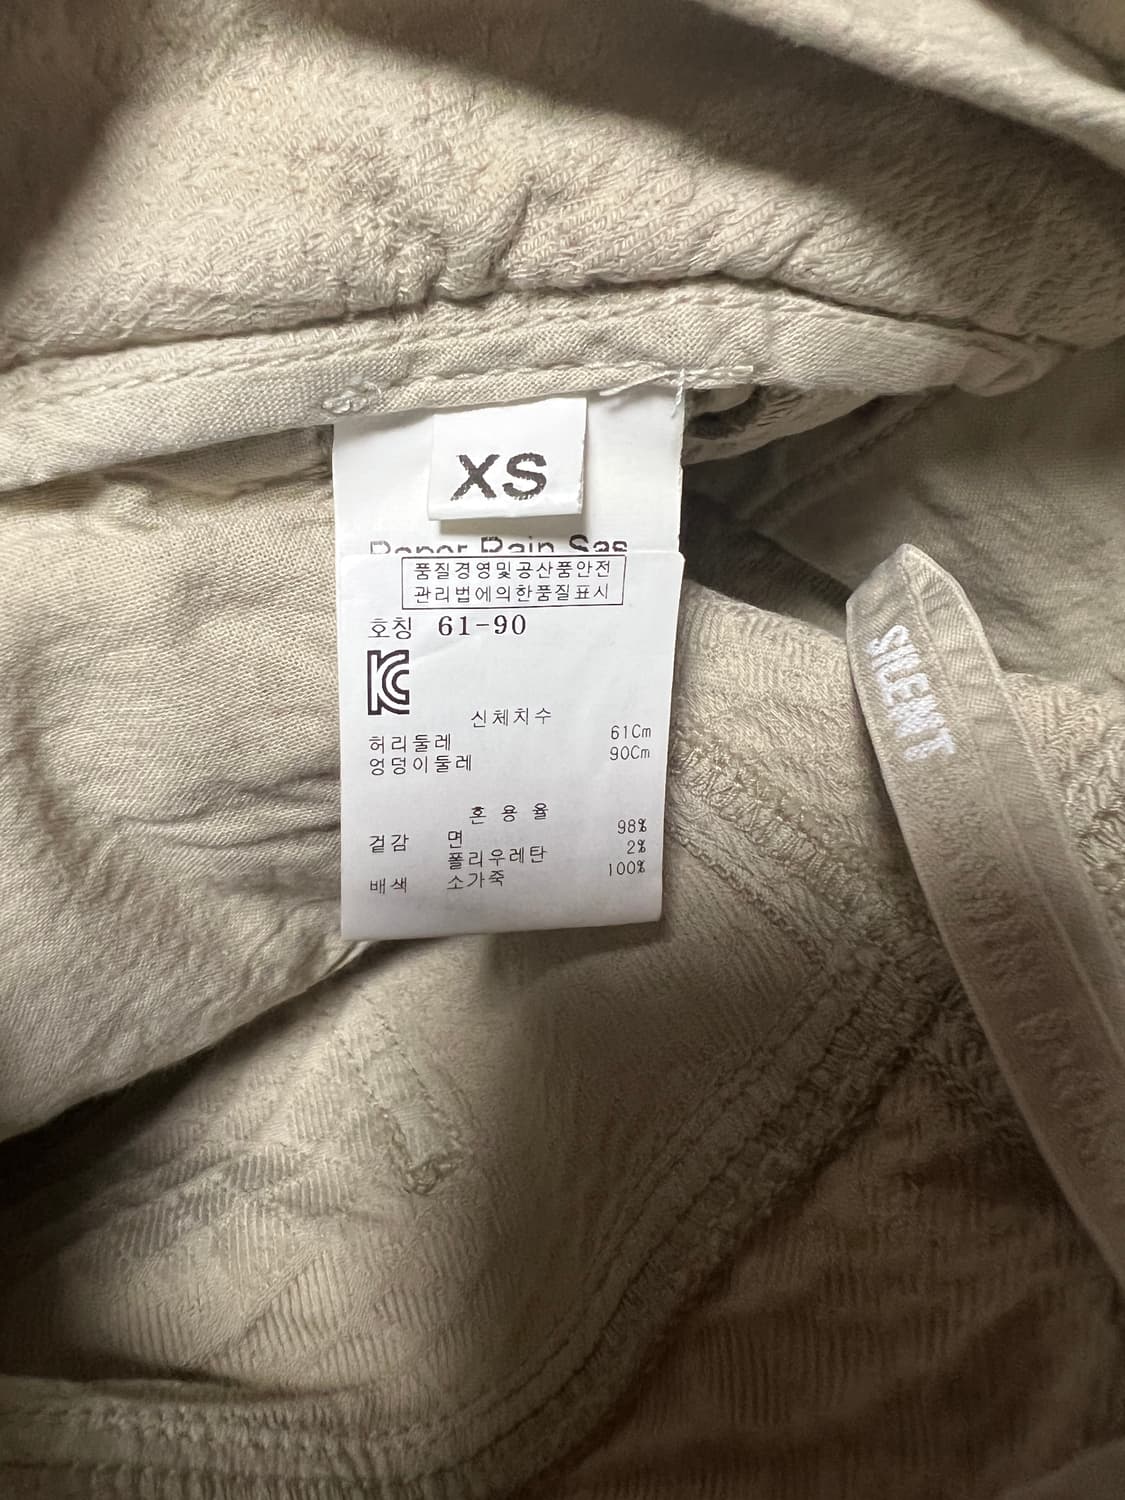 XS
Paper Rain Sas
품질경영및공산품안전
관리법에의한품질표시
호칭 61-90
신체치수
허리둘레 61Cm
엉덩이둘레 90Cm
혼용율
겉감 면 98%
폴리우레탄 2%
배색 소가죽 100%
SILENT